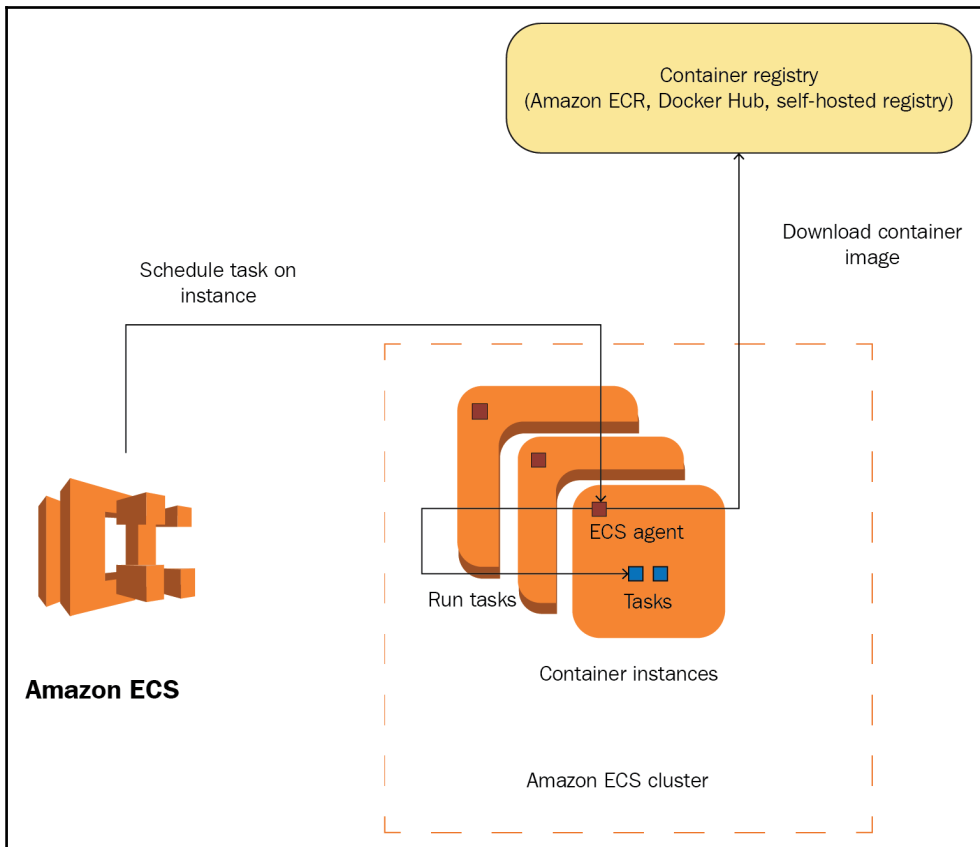 Container registry
(Amazon ECR, Docker Hub, self-hosted registry)
Download container
image
Schedule task on
instance
ECS agent
Run tasks
Tasks
Container instances
Amazon ECS
Amazon ECS cluster